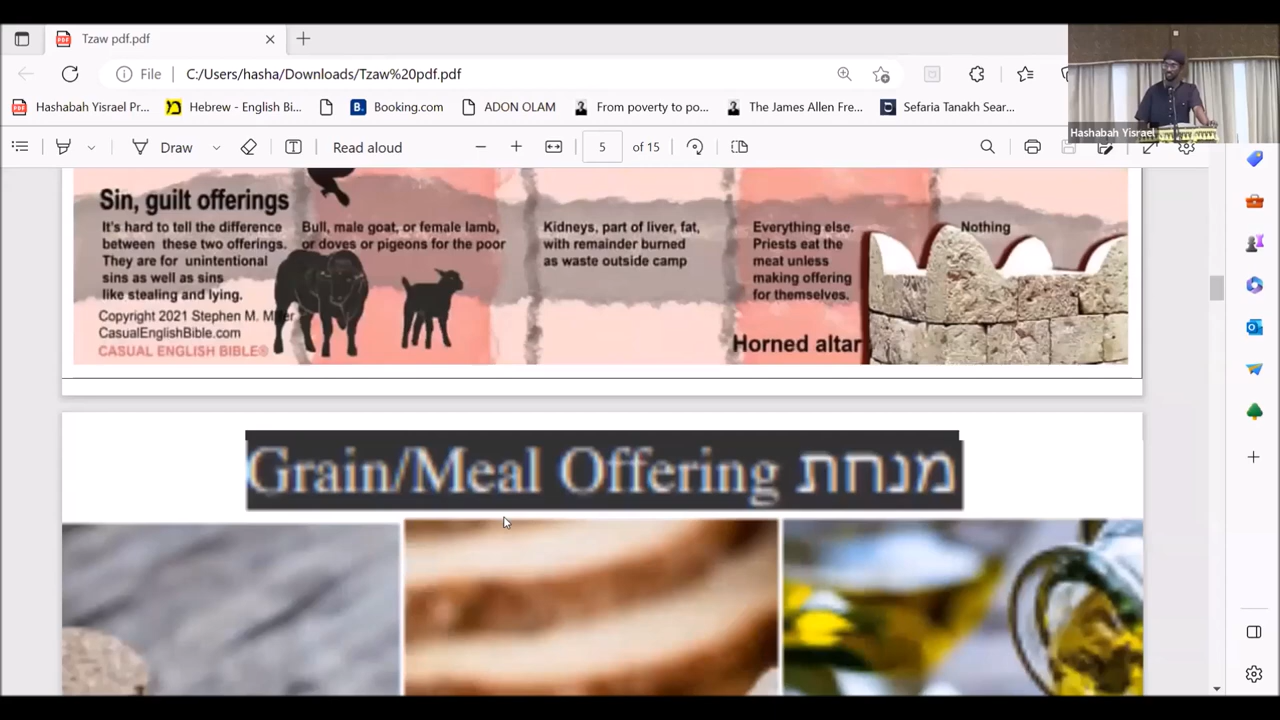 Tzaw pdf.pdf
File
C:/Users/hasha/Downloads/Tzaw%20pdf.pdf
Hashabah Yisrael Pr...
Hebrew - English Bi...
Booking.com
ADON OLAM
From poverty to po...
The James Allen Fre...
Sefaria Tanakh Sear...
Hashabah Yisrael
Draw
Read aloud
5 of 15
Sin, guilt offerings
It's hard to tell the difference
between these two offerings.
They are for unintentional
sins as well as sins
like stealing and lying.
Bull, male goat, or female lamb,
or doves or pigeons for the poor
Kidneys, part of liver, fat,
with remainder burned
as waste outside camp
Everything else.
Priests eat the
meat unless
making offering
for themselves.
Nothing
Copyright 2021 Stephen M.
CasualEnglishBible.com
CASUAL ENGLISH BIBLE®
Horned altar
Grain/Meal Offering מנחת